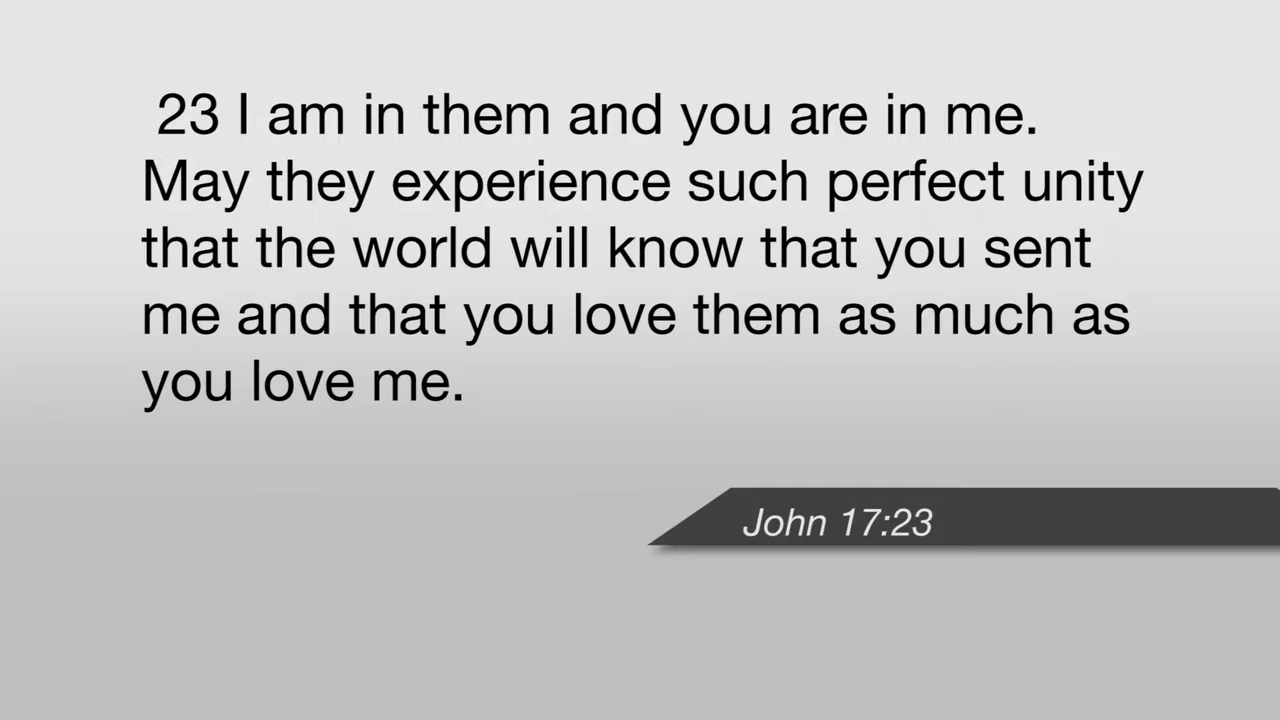 23 I am in them and you are in me.
May they experience such perfect unity
that the world will know that you sent
me and that you love them as much as
you love me.
John 17:23